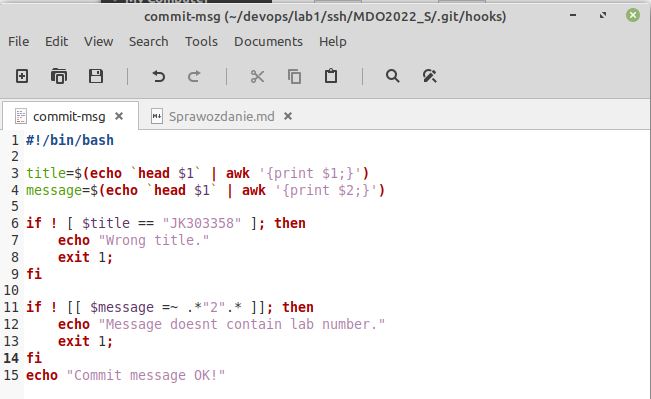 My Computer
commit-msg (~/devops/lab1/ssh/MDO2022_S/.git/hooks)
File Edit View Search Tools Documents Help
commit-msg
Sprawozdanie.md
1 #!/bin/bash
2
3 title=$(echo `head $1` | awk '{print $1;}')
4 message=$(echo `head $1` | awk '{print $2;}')
5
6 if ! [ $title == "JK303358" ]; then
7     echo "Wrong title."
8     exit 1;
9 fi
10
11 if ! [[ $message =~ .*"2".* ]]; then
12     echo "Message doesnt contain lab number."
13     exit 1;
14 fi
15 echo "Commit message OK!"